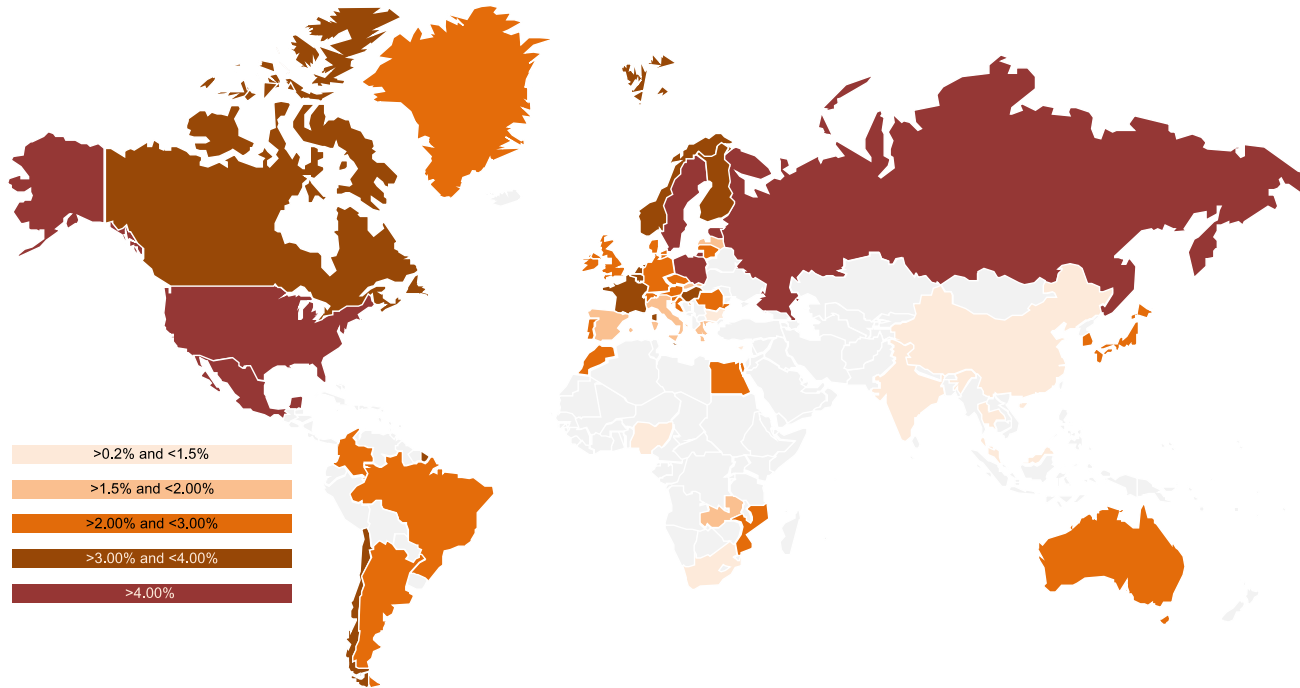 >0.2% and <1.5%
>1.5% and <2.00%
>2.00% and <3.00%
>3.00% and <4.00%
>4.00%